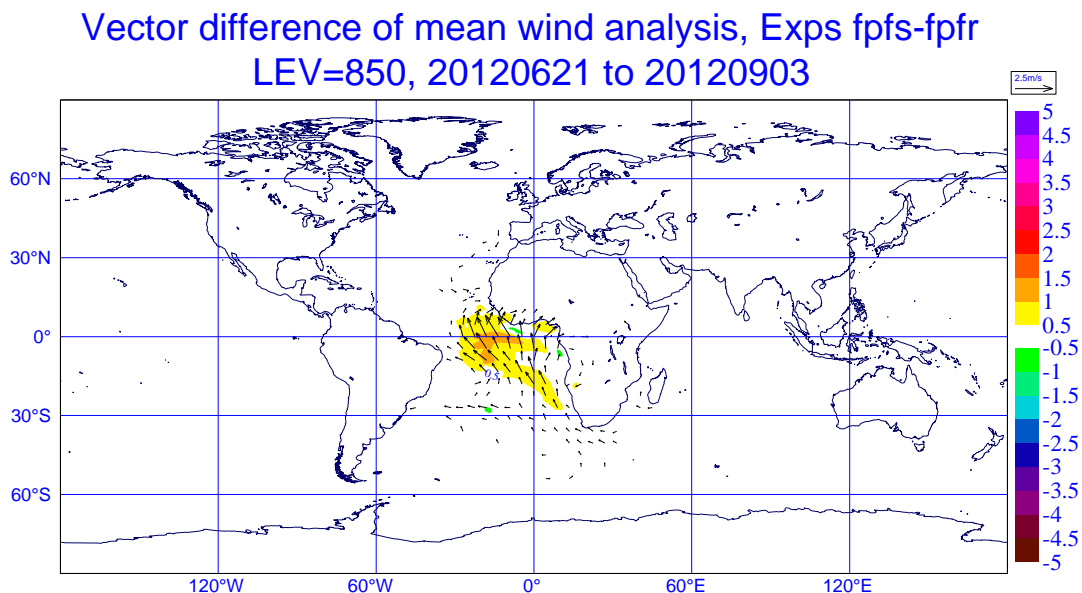 Vector difference of mean wind analysis, Exps fpfs-fpfr
LEV=850, 20120621 to 20120903
2.5m/s
5
4.5
4
3.5
3
2.5
2
1.5
1
0.5
-0.5
-1
-1.5
-2
-2.5
-3
-3.5
-4
-4.5
-5
60°N
30°N
0°
30°S
60°S
0.5
120°W
60°W
0°
60°E
120°E